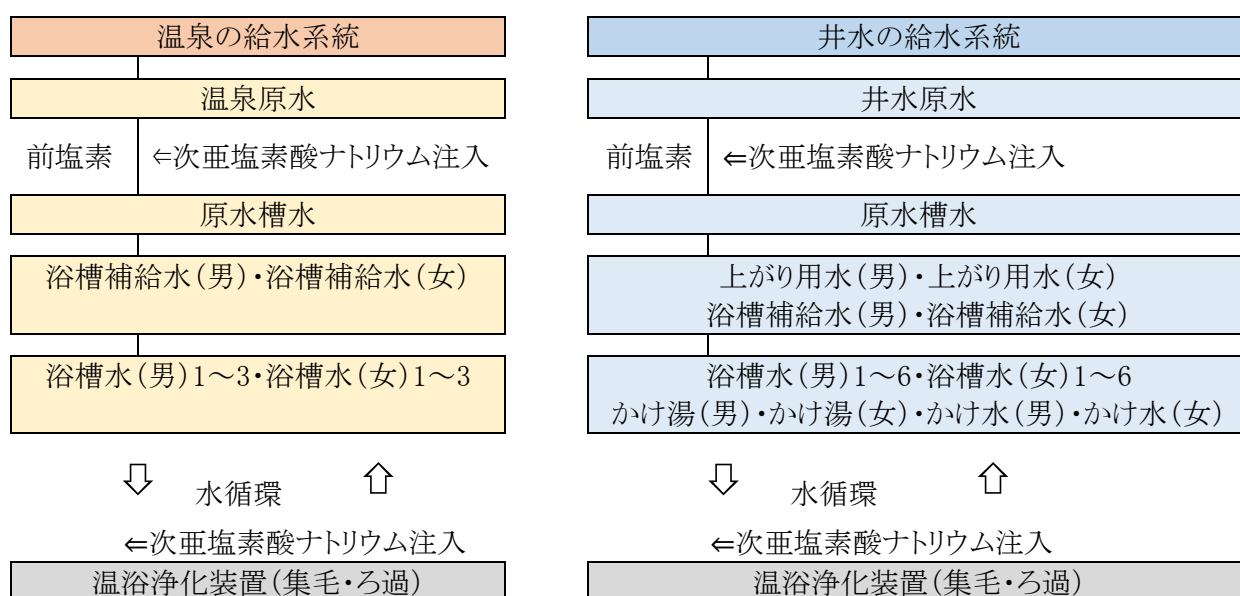 温泉の給水系統
温泉原水
前塩素
⇐次亜塩素酸ナトリウム注入
原水槽水
浴槽補給水(男)・浴槽補給水(女)
浴槽水(男)1～3・浴槽水(女)1～3
水循環
⇐次亜塩素酸ナトリウム注入
温浴浄化装置(集毛・ろ過)
井水の給水系統
井水原水
前塩素
⇐次亜塩素酸ナトリウム注入
原水槽水
上がり用水(男)・上がり用水(女)
浴槽補給水(男)・浴槽補給水(女)
浴槽水(男)1～6・浴槽水(女)1～6
かけ湯(男)・かけ湯(女)・かけ水(男)・かけ水(女)
水循環
⇐次亜塩素酸ナトリウム注入
温浴浄化装置(集毛・ろ過)